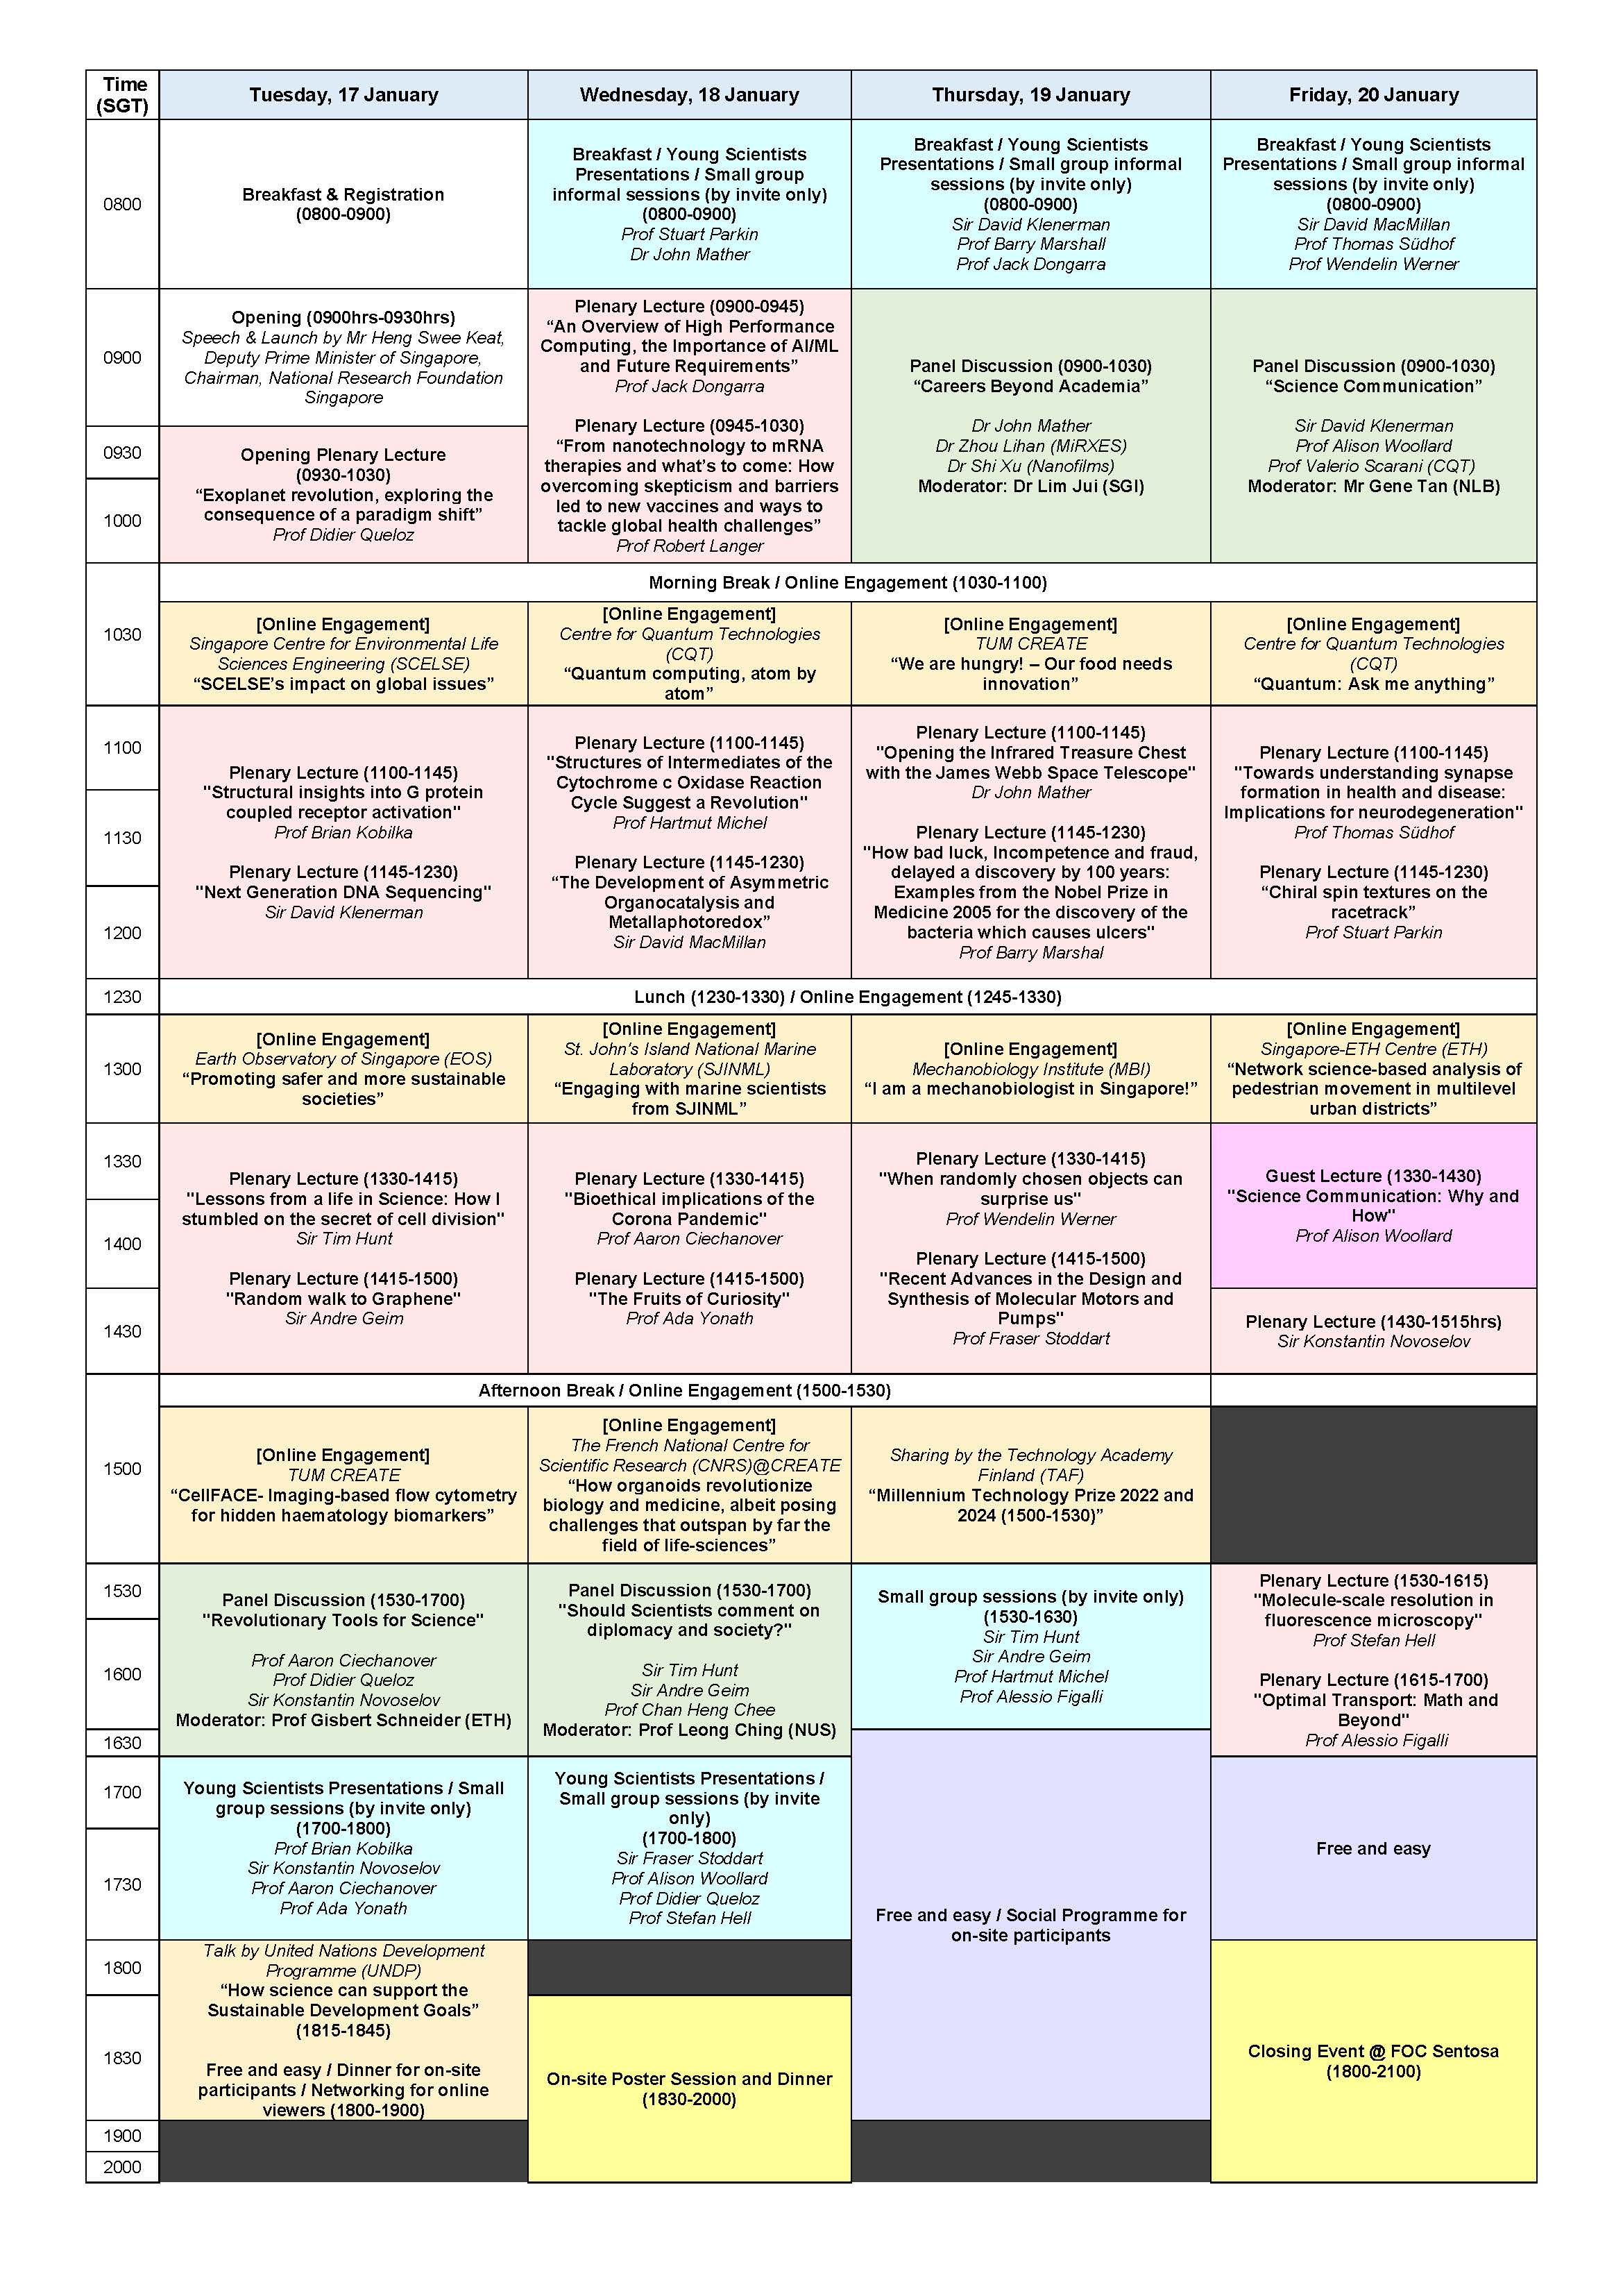 Time
(SGT)
Tuesday, 17 January
Wednesday, 18 January
Thursday, 19 January
Friday, 20 January
0800
Breakfast & Registration
(0800-0900)
Breakfast / Young Scientists
Presentations / Small group
informal sessions (by invite only)
(0800-0900)
Prof Stuart Parkin
Dr John Mather
Breakfast / Young Scientists
Presentations / Small group informal
sessions (by invite only)
(0800-0900)
Sir David Klenerman
Prof Barry Marshall
Prof Jack Dongarra
Breakfast / Young Scientists
Presentations / Small group informal
sessions (by invite only)
(0800-0900)
Sir David MacMillan
Prof Thomas Südhof
Prof Wendelin Werner
0900
Opening (0900hrs-0930hrs)
Speech & Launch by Mr Heng Swee Keat,
Deputy Prime Minister of Singapore,
Chairman, National Research Foundation
Singapore
0930
1000
Opening Plenary Lecture
(0930-1030)
“Exoplanet revolution, exploring the
consequence of a paradigm shift”
Prof Didier Queloz
Plenary Lecture (0900-0945)
“An Overview of High Performance
Computing, the Importance of AI/ML
and Future Requirements”
Prof Jack Dongarra
Plenary Lecture (0945-1030)
“From nanotechnology to mRNA
therapies and what’s to come: How
overcoming skepticism and barriers
led to new vaccines and ways to
tackle global health challenges”
Prof Robert Langer
Panel Discussion (0900-1030)
“Careers Beyond Academia”
Dr John Mather
Dr Zhou Lihan (MiRXES)
Dr Shi Xu (Nanofilms)
Moderator: Dr Lim Jui (SGI)
Panel Discussion (0900-1030)
“Science Communication”
Sir David Klenerman
Prof Alison Woollard
Prof Valerio Scarani (CQT)
Moderator: Mr Gene Tan (NLB)
1030
Morning Break / Online Engagement (1030-1100)
[Online Engagement]
Singapore Centre for Environmental Life
Sciences Engineering (SCELSE)
“SCELSE’s impact on global issues”
[Online Engagement]
Centre for Quantum Technologies
(CQT)
“Quantum computing, atom by
atom”
[Online Engagement]
TUM CREATE
“We are hungry! – Our food needs
innovation”
[Online Engagement]
Centre for Quantum Technologies
(CQT)
“Quantum: Ask me anything”
1100
1130
1200
Plenary Lecture (1100-1145)
"Structural insights into G protein
coupled receptor activation"
Prof Brian Kobilka
Plenary Lecture (1145-1230)
"Next Generation DNA Sequencing"
Sir David Klenerman
Plenary Lecture (1100-1145)
"Structures of Intermediates of the
Cytochrome c Oxidase Reaction
Cycle Suggest a Revolution"
Prof Hartmut Michel
Plenary Lecture (1145-1230)
“The Development of Asymmetric
Organocatalysis and
Metallaphotoredox”
Sir David MacMillan
Plenary Lecture (1100-1145)
"Opening the Infrared Treasure Chest
with the James Webb Space Telescope"
Dr John Mather
Plenary Lecture (1145-1230)
"How bad luck, Incompetence and fraud,
delayed a discovery by 100 years:
Examples from the Nobel Prize in
Medicine 2005 for the discovery of the
bacteria which causes ulcers"
Prof Barry Marshal
Plenary Lecture (1100-1145)
"Towards understanding synapse
formation in health and disease:
Implications for neurodegeneration"
Prof Thomas Südhof
Plenary Lecture (1145-1230)
“Chiral spin textures on the
racetrack”
Prof Stuart Parkin
1230
Lunch (1230-1330) / Online Engagement (1245-1330)
1300
[Online Engagement]
Earth Observatory of Singapore (EOS)
“Promoting safer and more sustainable
societies”
[Online Engagement]
St. John's Island National Marine
Laboratory (SJINML)
“Engaging with marine scientists
from SJINML”
[Online Engagement]
Mechanobiology Institute (MBI)
“I am a mechanobiologist in Singapore!”
[Online Engagement]
Singapore-ETH Centre (ETH)
“Network science-based analysis of
pedestrian movement in multilevel
urban districts”
1330
1400
1430
Plenary Lecture (1330-1415)
"Lessons from a life in Science: How I
stumbled on the secret of cell division"
Sir Tim Hunt
Plenary Lecture (1415-1500)
"Random walk to Graphene"
Sir Andre Geim
Plenary Lecture (1330-1415)
"Bioethical implications of the
Corona Pandemic"
Prof Aaron Ciechanover
Plenary Lecture (1415-1500)
"The Fruits of Curiosity"
Prof Ada Yonath
Plenary Lecture (1330-1415)
"When randomly chosen objects can
surprise us"
Prof Wendelin Werner
Plenary Lecture (1415-1500)
"Recent Advances in the Design and
Synthesis of Molecular Motors and
Pumps"
Prof Fraser Stoddart
Guest Lecture (1330-1430)
"Science Communication: Why and
How"
Prof Alison Woollard
Plenary Lecture (1430-1515hrs)
Sir Konstantin Novoselov
1500
Afternoon Break / Online Engagement (1500-1530)
[Online Engagement]
TUM CREATE
“CellFACE- Imaging-based flow cytometry
for hidden haematology biomarkers”
[Online Engagement]
The French National Centre for
Scientific Research (CNRS)@CREATE
“How organoids revolutionize
biology and medicine, albeit posing
challenges that outspan by far the
field of life-sciences”
Sharing by the Technology Academy
Finland (TAF)
“Millennium Technology Prize 2022 and
2024 (1500-1530)”
1530
1600
1630
Panel Discussion (1530-1700)
"Revolutionary Tools for Science"
Prof Aaron Ciechanover
Prof Didier Queloz
Sir Konstantin Novoselov
Moderator: Prof Gisbert Schneider (ETH)
Panel Discussion (1530-1700)
"Should Scientists comment on
diplomacy and society?"
Sir Tim Hunt
Sir Andre Geim
Prof Chan Heng Chee
Moderator: Prof Leong Ching (NUS)
Small group sessions (by invite only)
(1530-1630)
Sir Tim Hunt
Sir Andre Geim
Prof Hartmut Michel
Prof Alessio Figalli
Plenary Lecture (1530-1615)
"Molecule-scale resolution in
fluorescence microscopy"
Prof Stefan Hell
Plenary Lecture (1615-1700)
"Optimal Transport: Math and
Beyond"
Prof Alessio Figalli
1700
1730
Young Scientists Presentations / Small
group sessions (by invite only)
(1700-1800)
Prof Brian Kobilka
Sir Konstantin Novoselov
Prof Aaron Ciechanover
Prof Ada Yonath
Young Scientists Presentations /
Small group sessions (by invite
only)
(1700-1800)
Sir Fraser Stoddart
Prof Alison Woollard
Prof Didier Queloz
Prof Stefan Hell
Free and easy / Social Programme for
on-site participants
Free and easy
1800
1830
Talk by United Nations Development
Programme (UNDP)
“How science can support the
Sustainable Development Goals”
(1815-1845)
Free and easy / Dinner for on-site
participants / Networking for online
viewers (1800-1900)
On-site Poster Session and Dinner
(1830-2000)
Closing Event @ FOC Sentosa
(1800-2100)
1900
2000